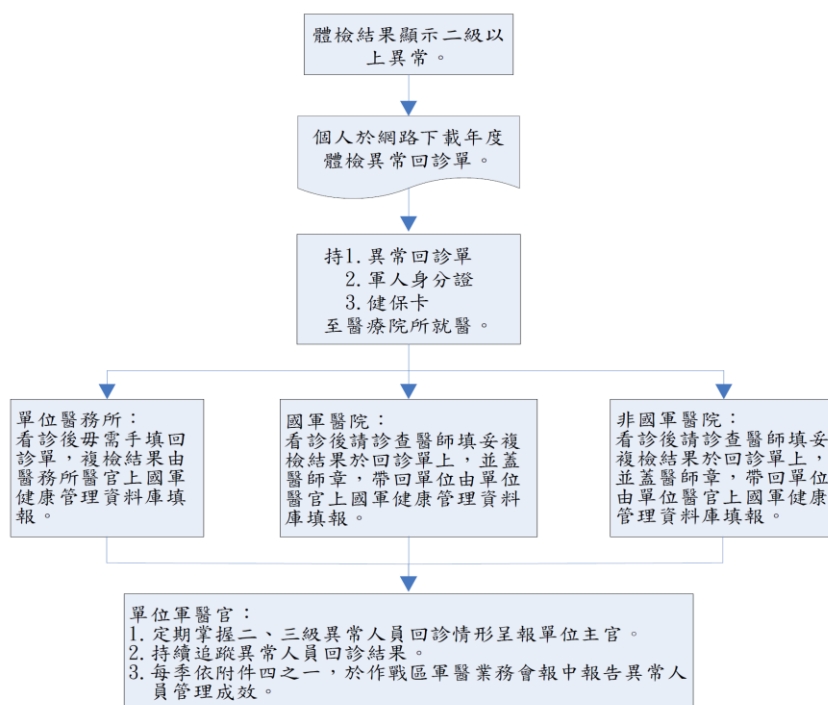 體檢結果顯示二級以
上異常。
個人於網路下載年度
體檢異常回診單。
持1.異常回診單
2.軍人身分證
3.健保卡
至醫療院所就醫。
單位醫務所：
看診後毋需手填回
診單，複檢結果由
醫務所醫官上國軍
健康管理資料庫填
報。
國軍醫院：
看診後請診查醫師填妥複
檢結果於回診單上，並蓋
醫師章，帶回單位由單位
醫官上國軍健康管理資料
庫填報。
非國軍醫院：
看診後請診查醫師填妥
複檢結果於回診單上，
並蓋醫師章，帶回單位
由單位醫官上國軍健康
管理資料庫填報。
單位軍醫官：
1.定期掌握二、三級異常人員回診情形呈報單位主官。
2.持續追蹤異常人員回診結果。
3.每季依附件四之一，於作戰區軍醫業務會報中報告異常人
員管理成效。